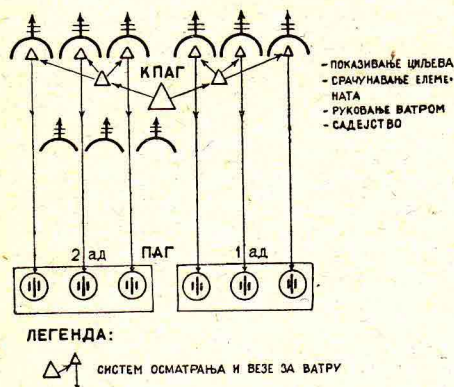 КПАГ
- ПОКАЗИВАЊЕ ЦИЉЕВА
- СРАЧУНАВАЊЕ ЕЛЕМЕ-
НАТА
- РУКОВАЊЕ ВАТРОМ
- САДЕЈСТВО
2 ад ПАГ 1 ад
ЛЕГЕНДА:
СИСТЕМ ОСМАТРАЊА И ВЕЗЕ ЗА ВАТРУ